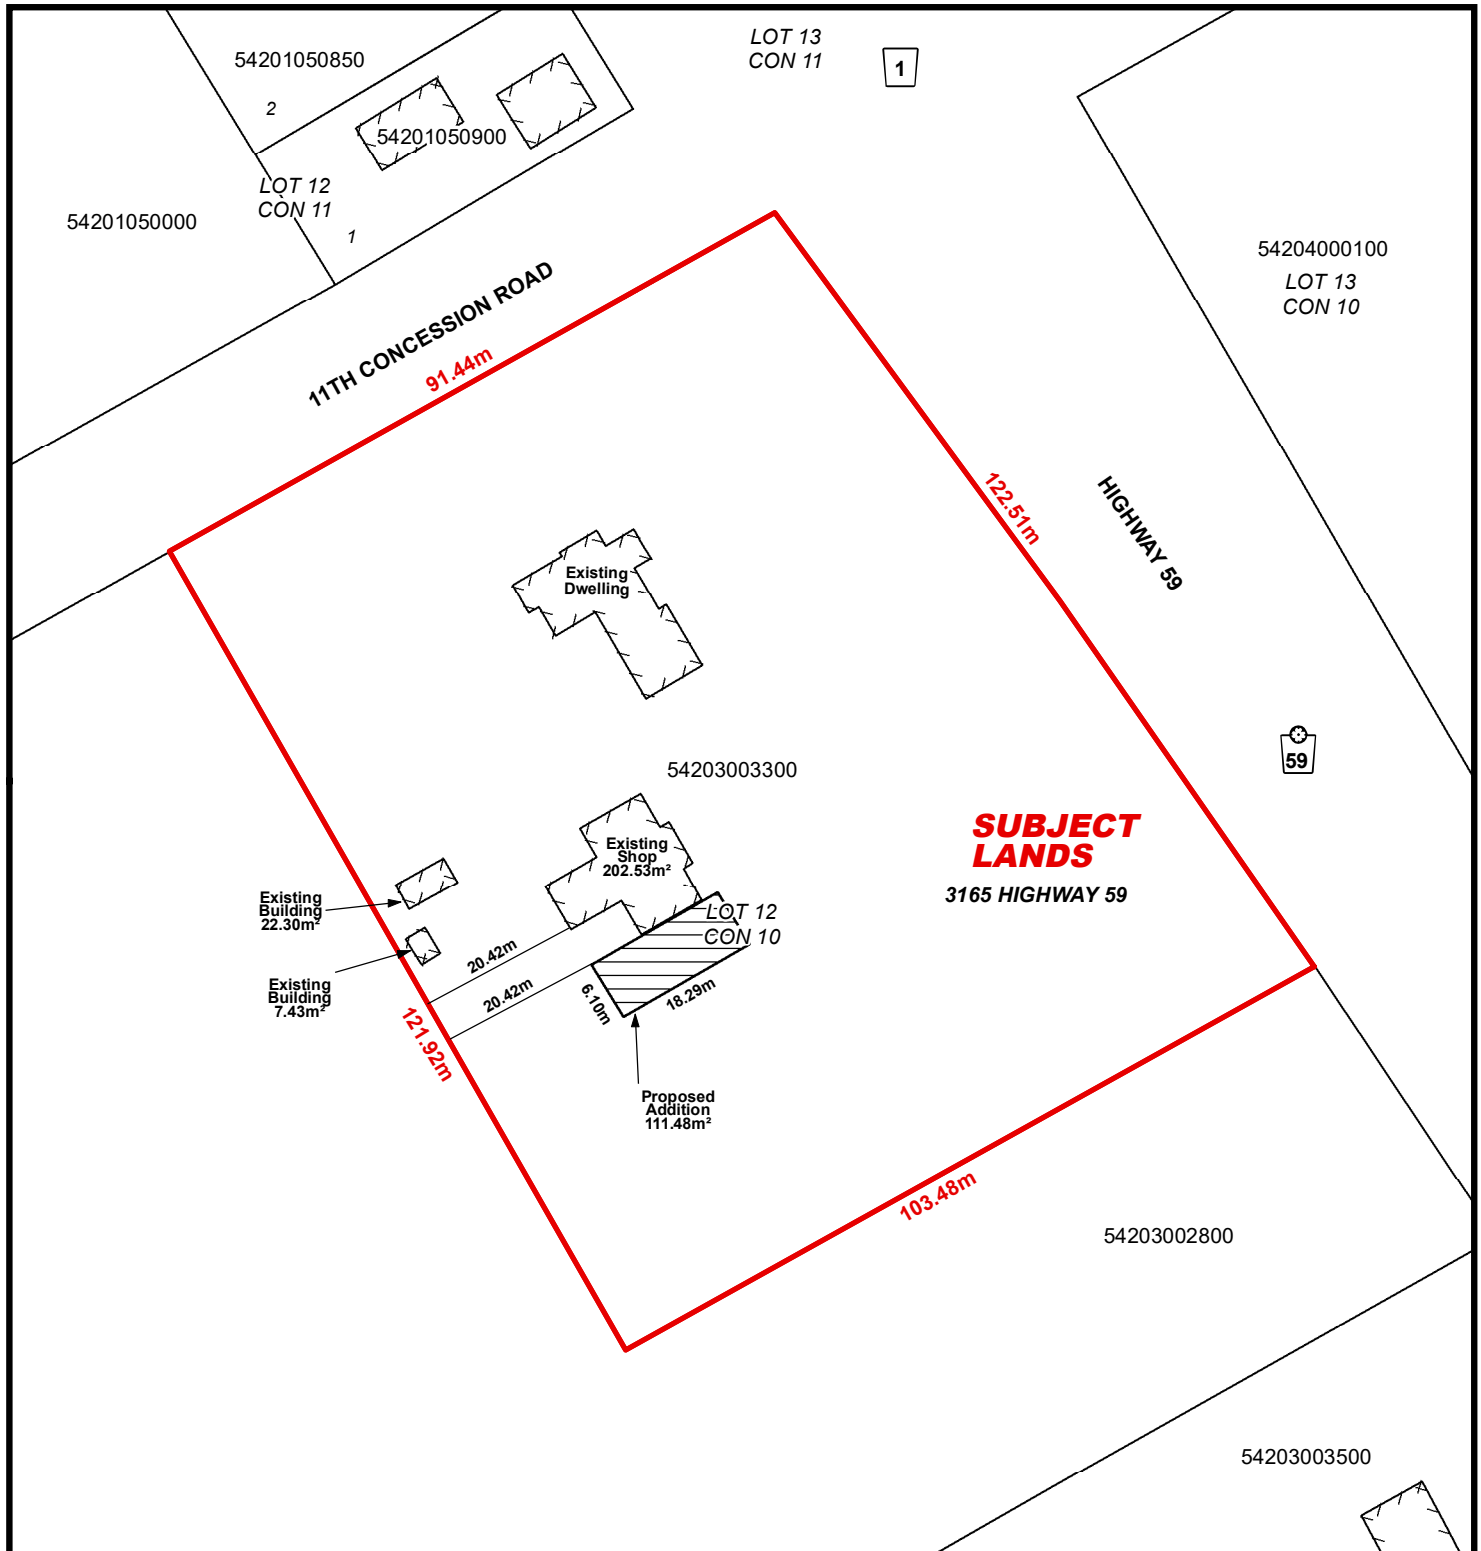 LOT 13
CON 11
1
54201050850
2
54201050900
LOT 12
CON 11
54201050000
1
54204000100
LOT 13
CON 10
11TH CONCESSION ROAD
91.44m
122.51m
HIGHWAY 59
Existing
Dwelling
59
54203003300
SUBJECT
LANDS
3165 HIGHWAY 59
Existing
Shop
202.53m²
Existing
Building
22.30m²
LOT 12
CON 10
20.42m
20.42m
Existing
Building
7.43m²
6.10m
18.29m
121.92m
Proposed
Addition
111.48m²
103.48m
54203002800
54203003500